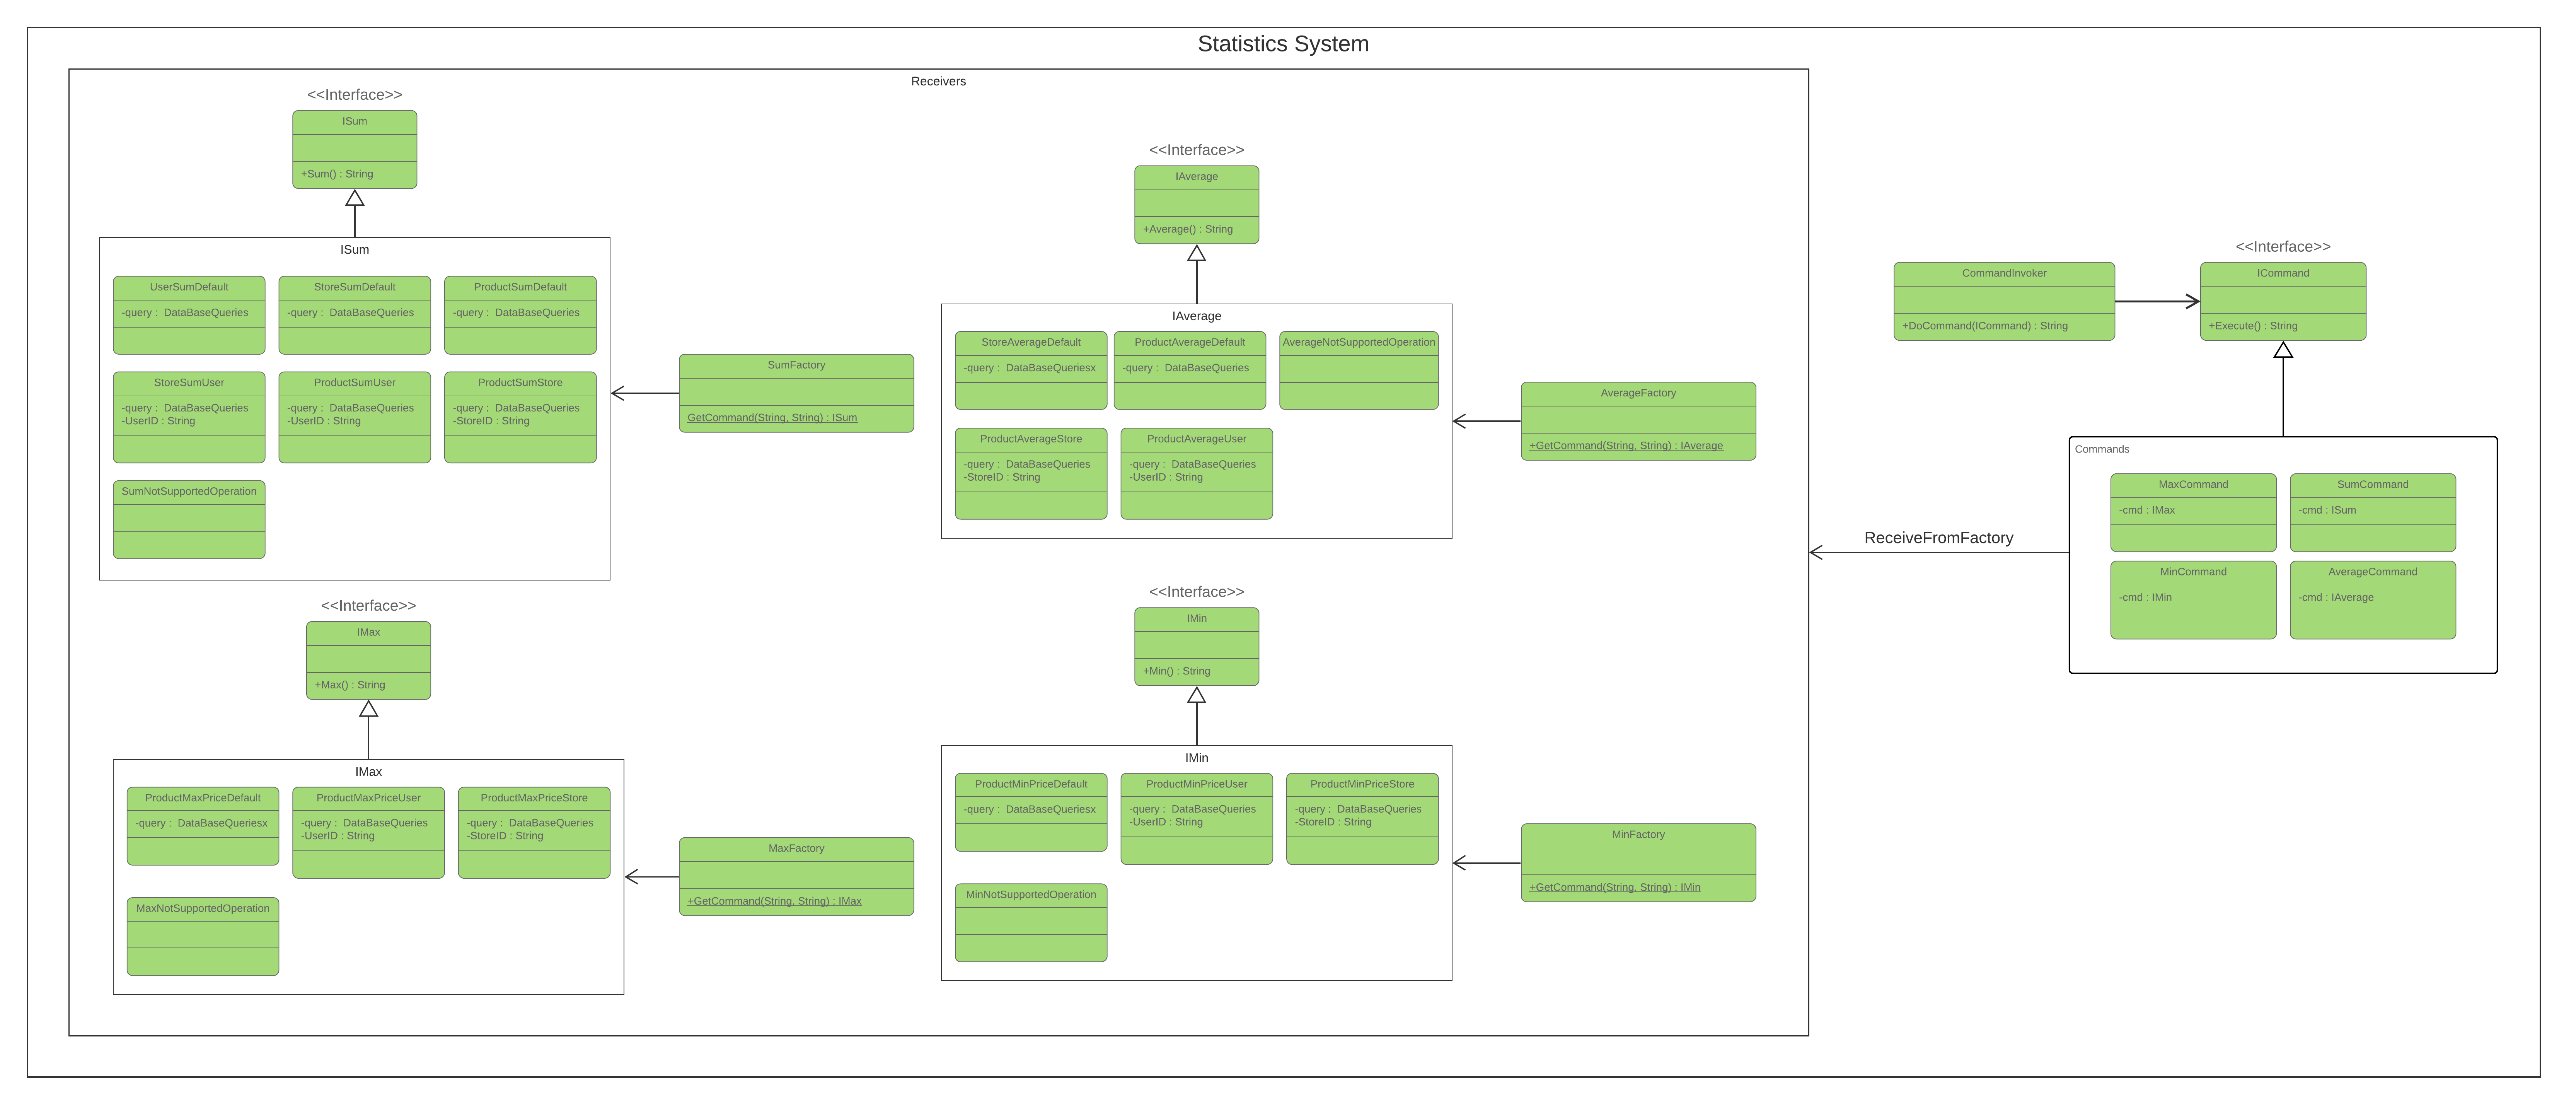 Statistics System
Receivers
<<Interface>>
ISum
+Sum() : String
ISum
UserSumDefault
-query :  DataBaseQueries
StoreSumDefault
-query :  DataBaseQueries
ProductSumDefault
-query :  DataBaseQueries
StoreSumUser
-query :  DataBaseQueries
-UserID : String
ProductSumUser
-query :  DataBaseQueries
-UserID : String
ProductSumStore
-query :  DataBaseQueries
-StoreID : String
SumNotSupportedOperation
SumFactory
GetCommand(String, String) : ISum
<<Interface>>
IAverage
+Average() : String
IAverage
StoreAverageDefault
-query :  DataBaseQueriesx
ProductAverageDefault
-query :  DataBaseQueries
AverageNotSupportedOperation
ProductAverageStore
-query :  DataBaseQueries
-StoreID : String
ProductAverageUser
-query :  DataBaseQueries
-UserID : String
AverageFactory
+GetCommand(String, String) : IAverage
<<Interface>>
IMax
+Max() : String
IMax
ProductMaxPriceDefault
-query :  DataBaseQueriesx
ProductMaxPriceUser
-query :  DataBaseQueries
-UserID : String
ProductMaxPriceStore
-query :  DataBaseQueries
-StoreID : String
MaxNotSupportedOperation
MaxFactory
+GetCommand(String, String) : IMax
<<Interface>>
IMin
+Min() : String
IMin
ProductMinPriceDefault
-query :  DataBaseQueriesx
ProductMinPriceUser
-query :  DataBaseQueries
-UserID : String
ProductMinPriceStore
-query :  DataBaseQueries
-StoreID : String
MinNotSupportedOperation
MinFactory
+GetCommand(String, String) : IMin
CommandInvoker
+DoCommand(ICommand) : String
<<Interface>>
ICommand
+Execute() : String
ReceiveFromFactory
Commands
MaxCommand
-cmd : IMax
SumCommand
-cmd : ISum
MinCommand
-cmd : IMin
AverageCommand
-cmd : IAverage